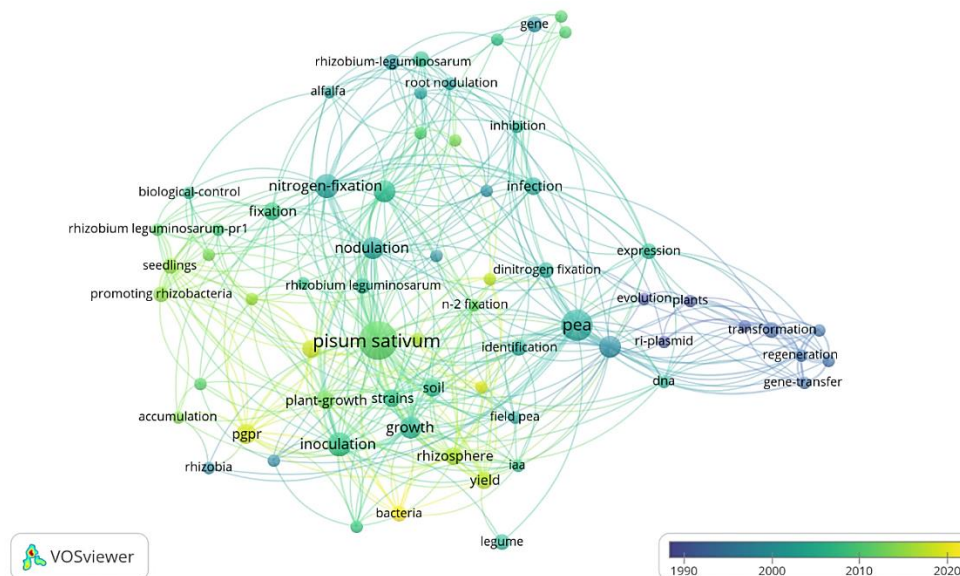 gene
rhizobium-leguminosarum
root nodulation
alfalfa
inhibition
nitrogen-fixation
infection
biological-control
fixation
rhizobium leguminosarum-pr1
nodulation
expression
seedlings
dinitrogen fixation
rhizobium leguminosarum
promoting rhizobacteria
evolution
plants
n-2 fixation
pea
transformation
pisum sativum
identification
ri-plasmid
regeneration
dna
gene-transfer
soil
plant-growth
strains
accumulation
field pea
growth
pgpr
inoculation
rhizosphere
rhizobia
iaa
yield
bacteria
legume
VOSviewer
1990
2000
2010
2020